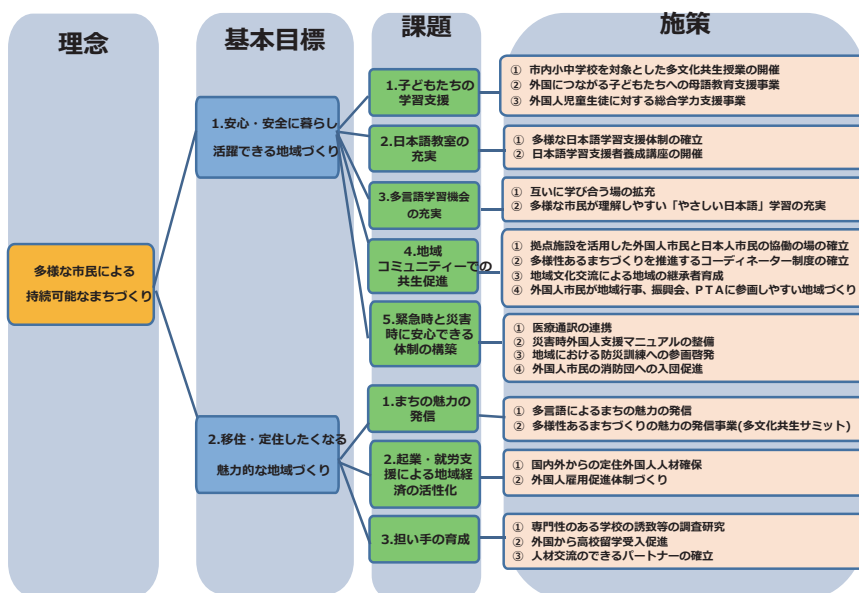 理念
基本目標
課題
施策
多様な市民による
持続可能なまちづくり
1.安心・安全に暮らし
活躍できる地域づくり
1.子どもたちの
学習支援
① 市内小中学校を対象とした多文化共生授業の開催
② 外国につながる子どもたちへの母語教育支援事業
③ 外国人児童生徒に対する総合学力支援事業
2.日本語教室の
充実
① 多様な日本語学習支援体制の確立
② 日本語学習支援者養成講座の開催
3.多言語学習機会
の充実
① 互いに学び合う場の拡充
② 多様な市民が理解しやすい「やさしい日本語」学習の充実
4.地域
コミュニティーでの
共生促進
① 拠点施設を活用した外国人市民と日本人市民の協働の場の確立
② 多様性あるまちづくりを推進するコーディネーター制度の確立
③ 地域文化交流による地域の継承者育成
④ 外国人市民が地域行事、振興会、PTAに参画しやすい地域づくり
5.緊急時と災害
時に安心できる
体制の構築
① 医療通訳の連携
② 災害時外国人支援マニュアルの整備
③ 地域における防災訓練への参画啓発
④ 外国人市民の消防団への入団促進
2.移住・定住したくなる
魅力的な地域づくり
1.まちの魅力の
発信
① 多言語によるまちの魅力の発信
② 多様性あるまちづくりの魅力の発信事業(多文化共生サミット)
2.起業・就労支
援による地域経
済の活性化
① 国内外からの定住外国人人材確保
② 外国人雇用促進体制づくり
3.担い手の育成
① 専門性のある学校の誘致等の調査研究
② 外国から高校留学受入促進
③ 人材交流のできるパートナーの確立